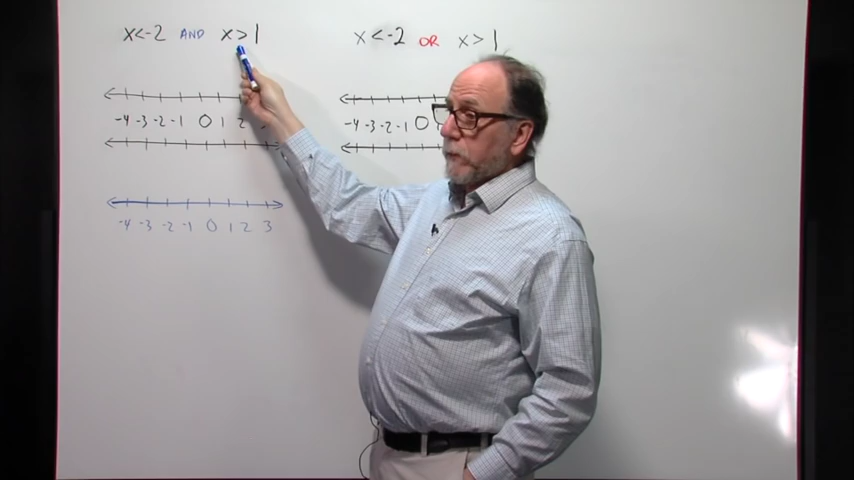 x<-2 AND x>1
x<-2 OR x>1
-4 -3 -2 -1 0 1 2
-4 -3 -2 -1 0
-4 -3 -2 -1 0 1 2 3